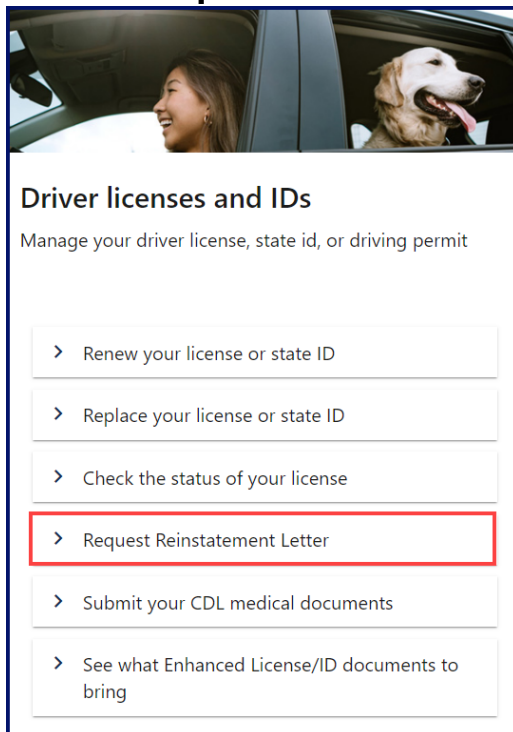 Driver licenses and IDs
Manage your driver license, state id, or driving permit
Renew your license or state ID
Replace your license or state ID
Check the status of your license
Request Reinstatement Letter
Submit your CDL medical documents
See what Enhanced License/ID documents to
bring